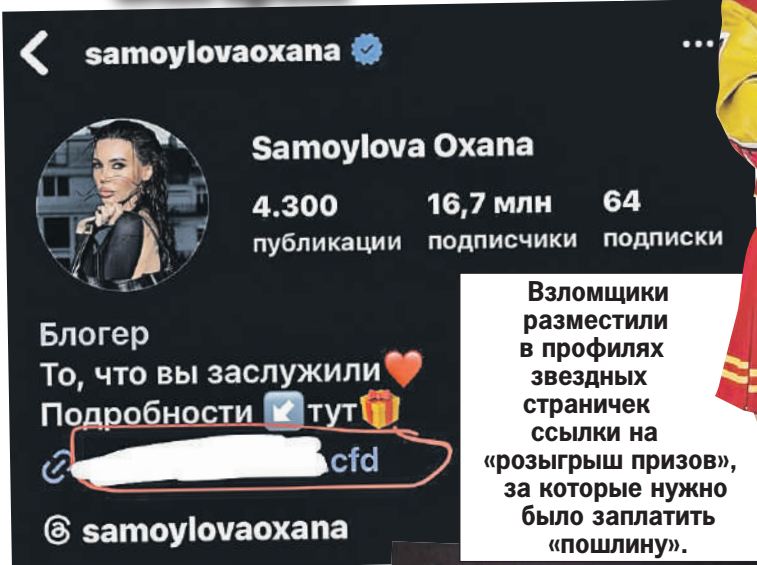 samoylovaoxana
Samoylova Oxana
4.300 16,7 млн 64
публикации подписчики подписки
Блогер
То, что вы заслужили❤️
Подробности ↙️ тут🎁
.cfd
samoylovaoxana
Взломщики
разместили
в профилях
звездных
страничек
ссылки на
«розыгрыш призов»,
за которые нужно
было заплатить
«пошлину».